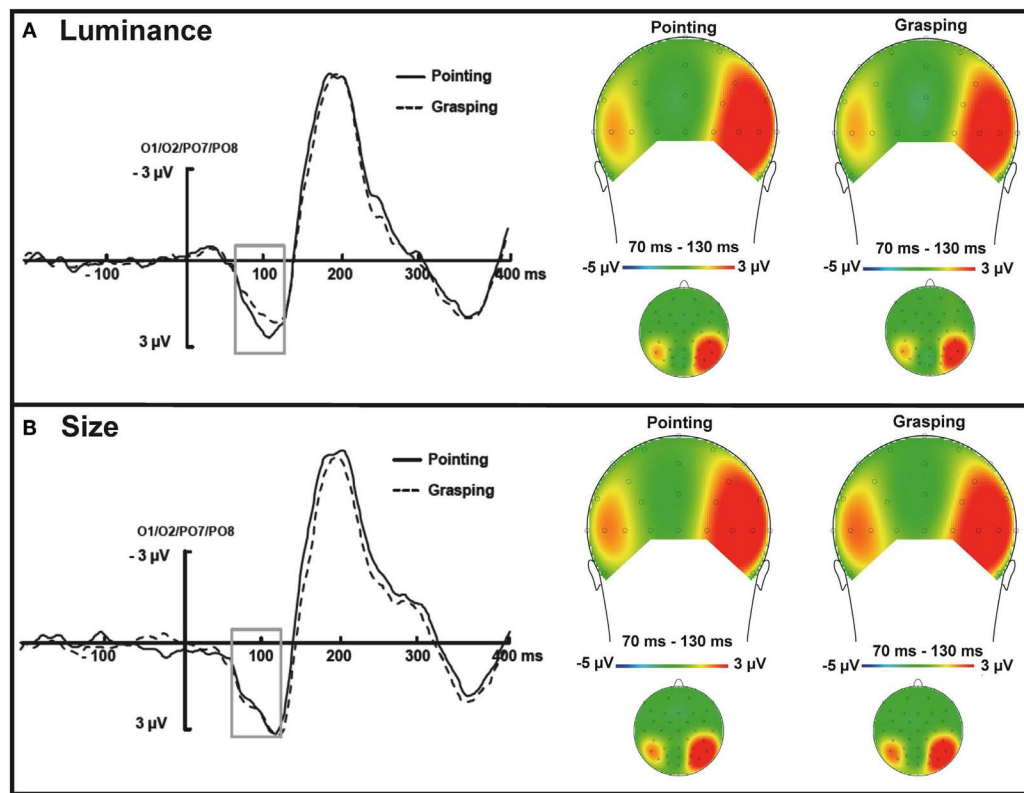 A Luminance
Pointing
Grasping
O1/O2/PO7/PO8
- 3 µV
- 100
100
200
300
400 ms
3 µV
Pointing
Grasping
70 ms - 130 ms
-5 µV
3 µV
70 ms - 130 ms
-5 µV
3 µV
B Size
Pointing
Grasping
O1/O2/PO7/PO8
- 3 µV
- 100
100
200
300
400 ms
3 µV
Pointing
Grasping
70 ms - 130 ms
-5 µV
3 µV
70 ms - 130 ms
-5 µV
3 µV